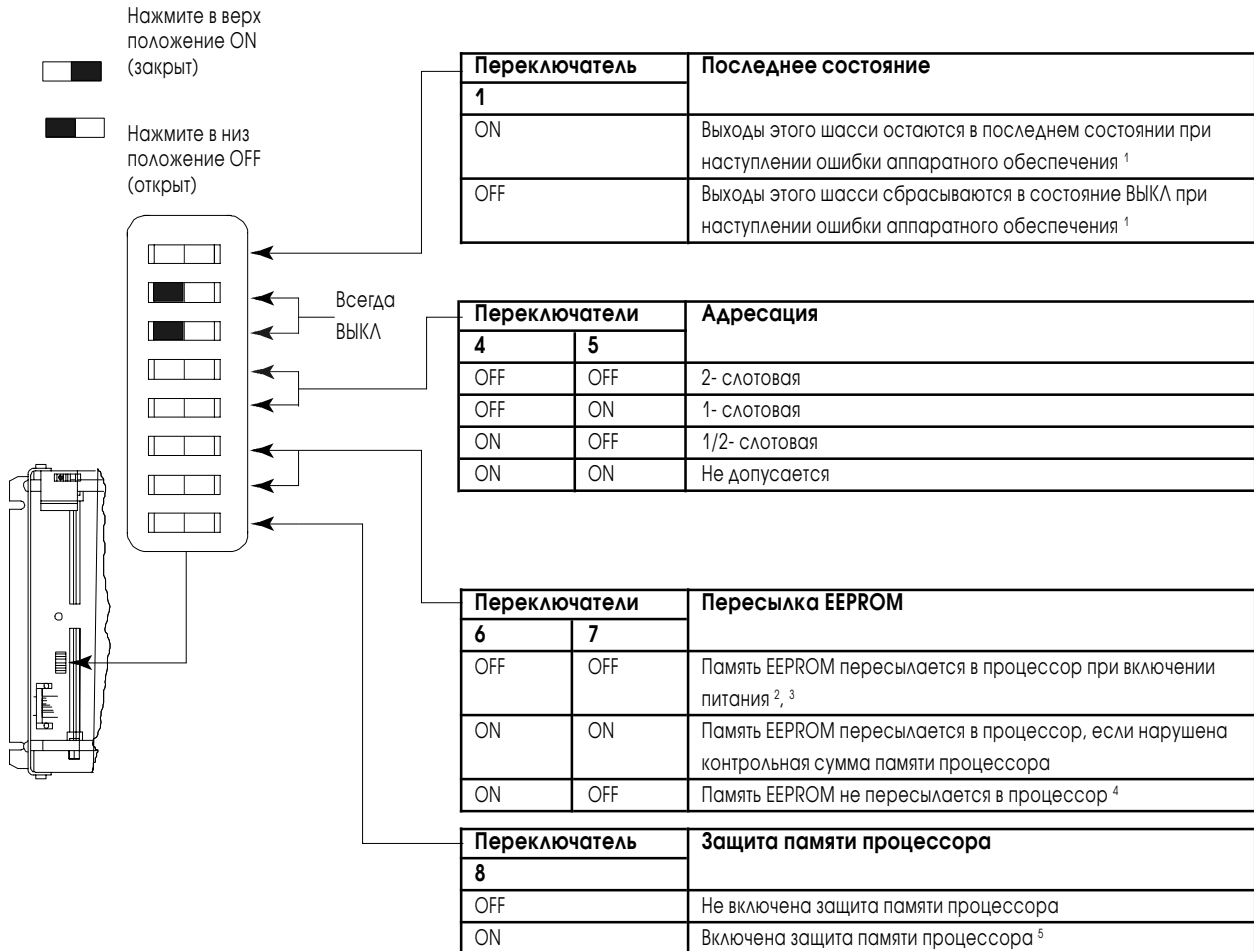 Нажмите в верх
положение ON
(закрыт)
Нажмите в низ
положение OFF
(открыт)
Всегда
ВЫКЛ
Переключатель Последнее состояние
1
ON Выходы этого шасси остаются в последнем состоянии при
наступлении ошибки аппаратного обеспечения ¹
OFF Выходы этого шасси сбрасываются в состояние ВЫКЛ при
наступлении ошибки аппаратного обеспечения ¹
Переключатели Адресация
4 5
OFF OFF 2- слотовая
OFF ON 1- слотовая
ON OFF 1/2- слотовая
ON ON Не допусается
Переключатели Пересылка EEPROM
6 7
OFF OFF Память EEPROM пересылается в процессор при включении
питания ², ³
ON ON Память EEPROM пересылается в процессор, если нарушена
контрольная сумма памяти процессора
ON OFF Память EEPROM не пересылается в процессор ⁴
Переключатель Защита памяти процессора
8
OFF Не включена защита памяти процессора
ON Включена защита памяти процессора ⁵